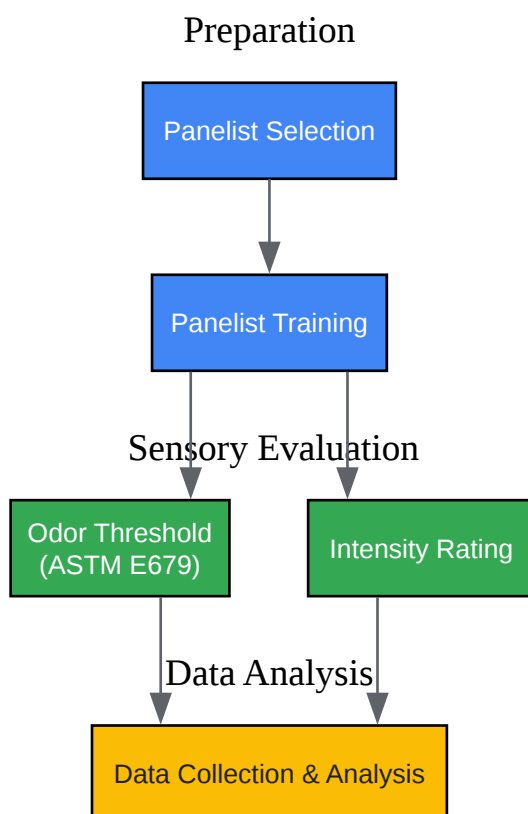 Preparation
Panelist Selection
Panelist Training
Sensory Evaluation
Odor Threshold
(ASTM E679)
Intensity Rating
Data Analysis
Data Collection & Analysis